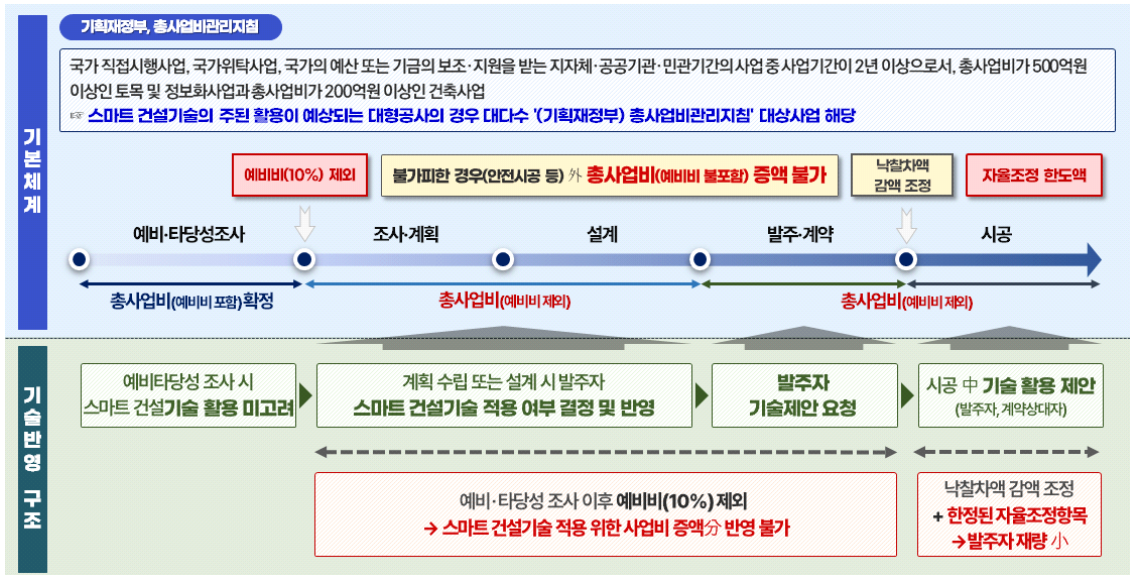 기본체계
기획재정부, 총사업비관리지침
국가 직접시행사업, 국가위탁사업, 국가의 예산 또는 기금의 보조·지원을 받는 지자체·공공기관·민관기간의 사업 중 사업기간이 2년 이상으로서, 총사업비가 500억원
이상인 토목 및 정보화사업과 총사업비가 200억원 이상인 건축사업
☞ 스마트 건설기술의 주된 활용이 예상되는 대형공사의 경우 대다수 '(기획재정부) 총사업비관리지침' 대상사업 해당
예비비(10%) 제외
불가피한 경우(안전시공 등) 外 총사업비(예비비 불포함) 증액 불가
낙찰차액
감액 조정
자율조정 한도액
예비·타당성조사
조사·계획
설계
발주·계약
시공
총사업비(예비비 포함)확정
총사업비(예비비 제외)
총사업비(예비비 제외)
기술반영 구조
예비타당성 조사 시
스마트 건설기술 활용 미고려
계획 수립 또는 설계 시 발주자
스마트 건설기술 적용 여부 결정 및 반영
발주자
기술제안 요청
시공 中 기술 활용 제안
(발주자, 계약상대자)
예비·타당성 조사 이후 예비비(10%) 제외
→ 스마트 건설기술 적용 위한 사업비 증액分 반영 불가
낙찰차액 감액 조정
+ 한정된 자율조정항목
→발주자 재량 小